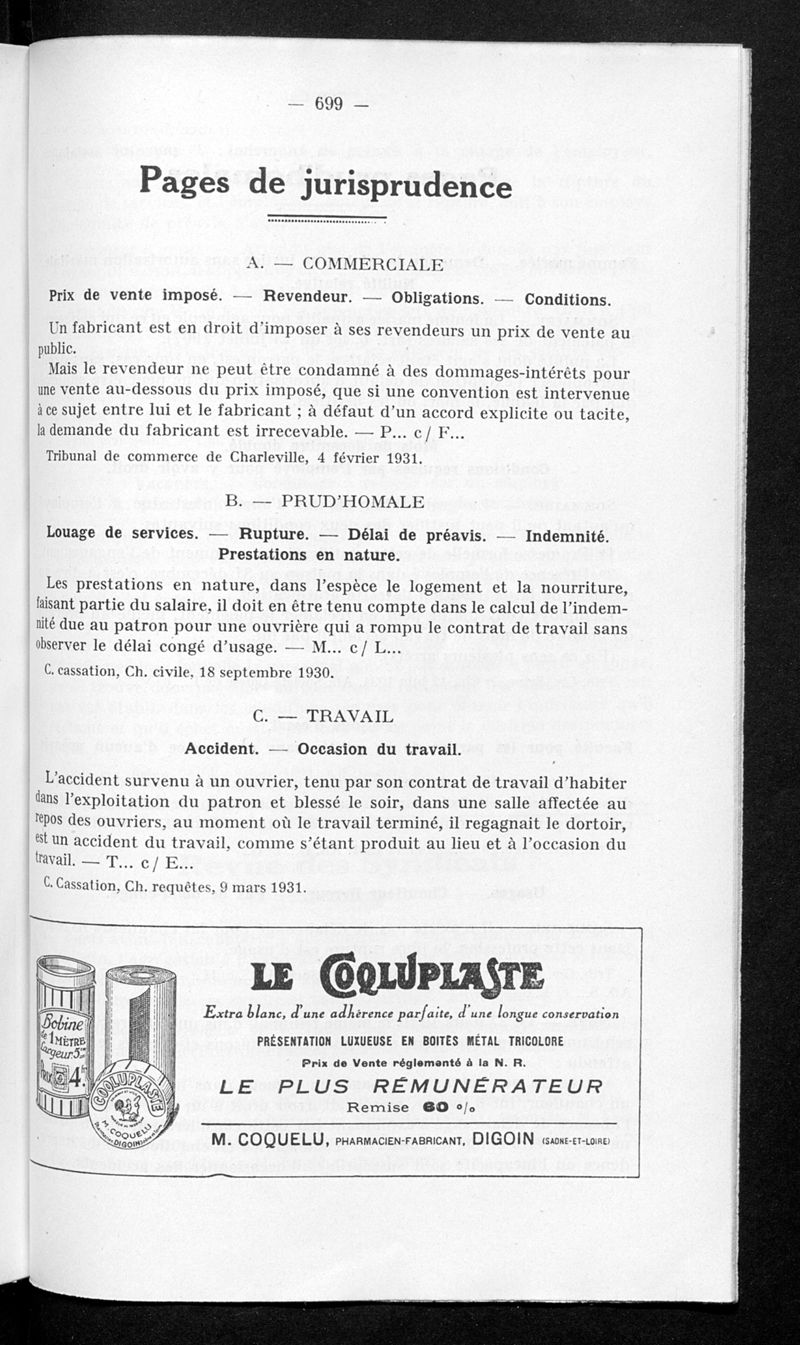 — 699 —
Pages de jurisprudence
A. — COMMERCIALE
Prix de vente imposé. — Revendeur. — Obligations. — Conditions.
Un fabricant est en droit d'imposer à ses revendeurs un prix de vente au
public.
Mais le revendeur ne peut être condamné à des dommages-intérêts pour
une vente au-dessous du prix imposé, que si une convention est intervenue
à ce sujet entre lui et le fabricant ; à défaut d'un accord explicite ou tacite,
la demande du fabricant est irrecevable. — P... c/ F...
Tribunal de commerce de Charleville, 4 février 1931.
B. — PRUD'HOMALE
Louage de services. — Rupture. — Délai de préavis. — Indemnité.
Prestations en nature.
Les prestations en nature, dans l'espèce le logement et la nourriture,
faisant partie du salaire, il doit en être tenu compte dans le calcul de l'indem-
nité due au patron pour une ouvrière qui a rompu le contrat de travail sans
observer le délai congé d'usage. — M... c/ L...
C. cassation, Ch. civile, 18 septembre 1930.
C. — TRAVAIL
Accident. — Occasion du travail.
L'accident survenu à un ouvrier, tenu par son contrat de travail d'habiter
dans l'exploitation du patron et blessé le soir, dans une salle affectée au
repos des ouvriers, au moment où le travail terminé, il regagnait le dortoir,
est un accident du travail, comme s'étant produit au lieu et à l'occasion du
travail. — T... c/ E...
C. Cassation, Ch. requêtes, 9 mars 1931.
LE COQLUPLASTE
Extra blanc, d'une adhérence parfaite, d'une longue conservation
PRÉSENTATION LUXUEUSE EN BOITES MÉTAL TRICOLORE
Prix de Vente réglementé à la N. R.
LE PLUS RÉMUNÉRATEUR
Remise 60 %
M. COQUELU, PHARMACIEN-FABRICANT, DIGOIN (SAONE-ET-LOIRE)
Bobine
de 1 MÈTRE
Largeur 5
4
COQLUPLASTE
M. COQUELU
DIGOIN